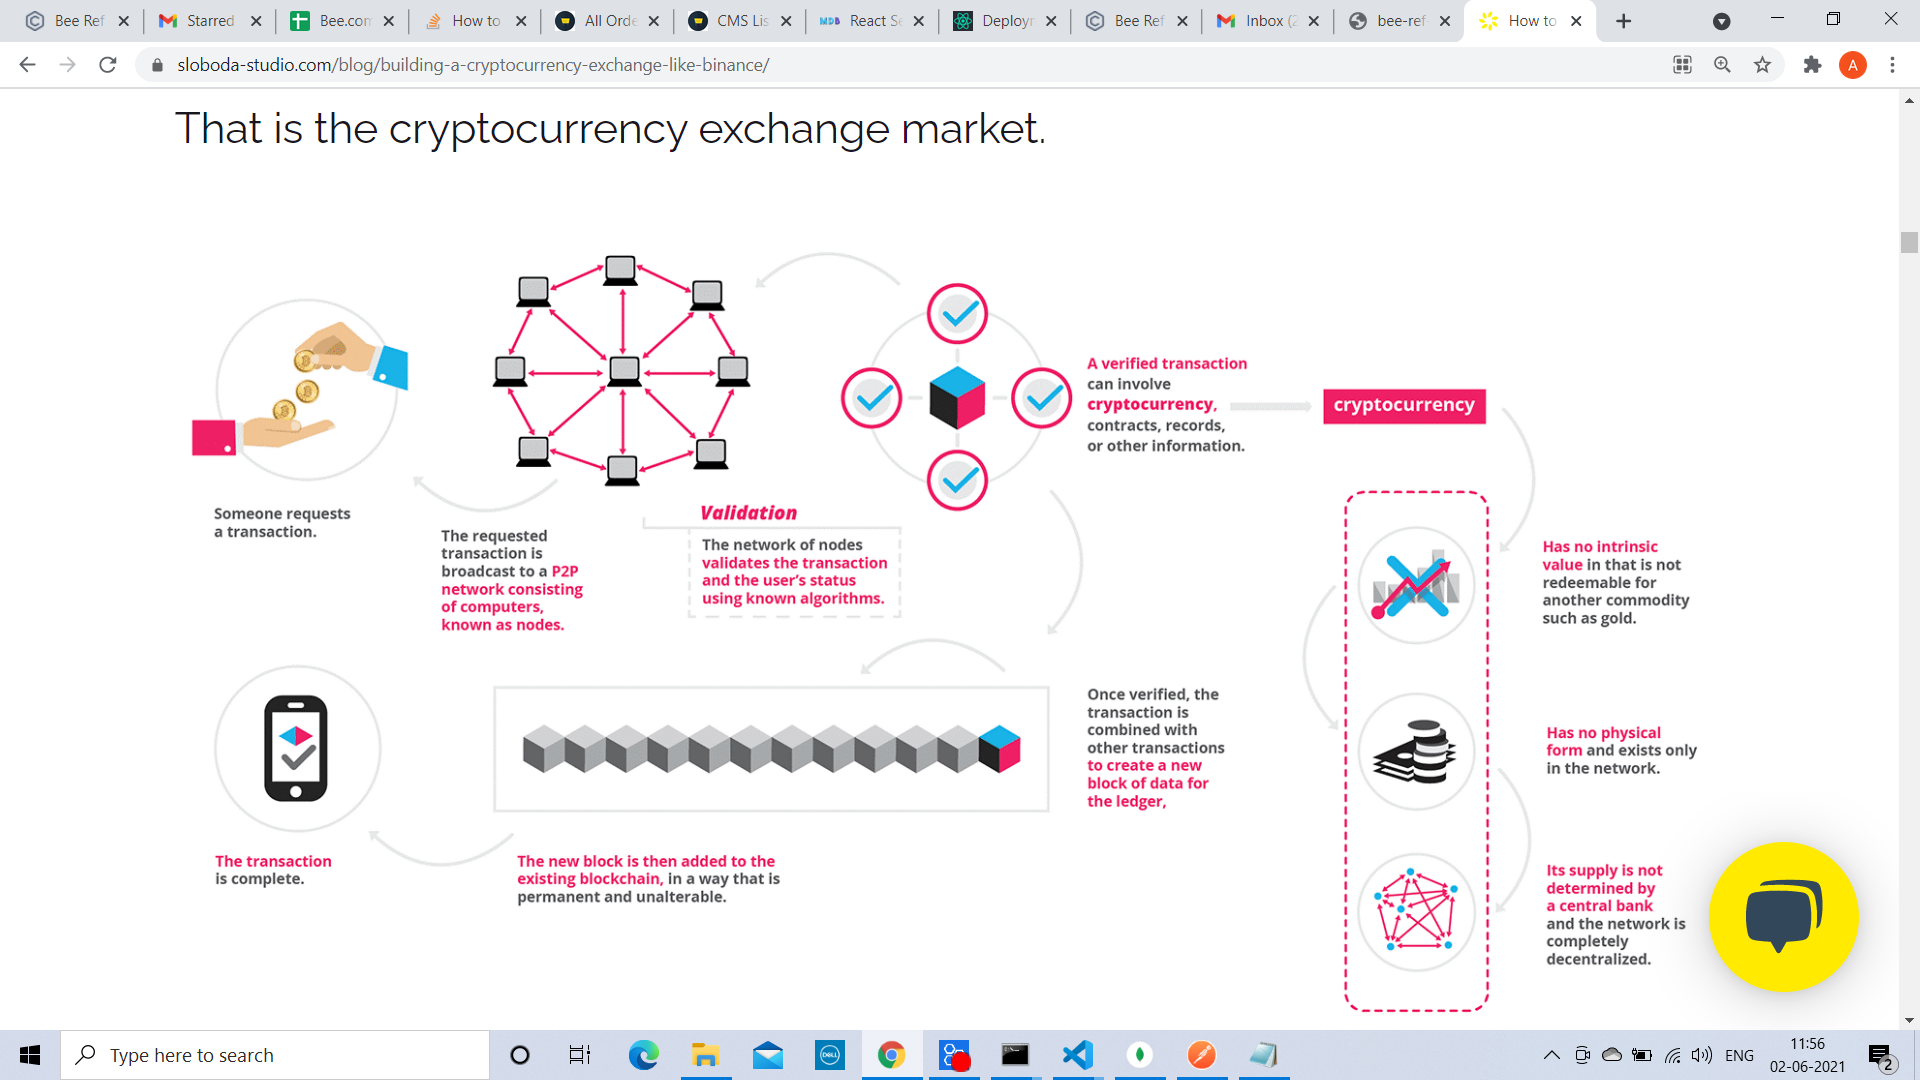 Bee Ref
Starred
Bee.com
How to
All Orde
CMS Lis
React Se
Deployn
Bee Ref
Inbox (2
bee-ref
How to
sloboda-studio.com/blog/building-a-cryptocurrency-exchange-like-binance/
A
That is the cryptocurrency exchange market.
Someone requests
a transaction.
The requested
transaction is
broadcast to a P2P
network consisting
of computers,
known as nodes.
Validation
The network of nodes
validates the transaction
and the user's status
using known algorithms.
A verified transaction
can involve
cryptocurrency,
contracts, records,
or other information.
cryptocurrency
Has no intrinsic
value in that is not
redeemable for
another commodity
such as gold.
Has no physical
form and exists only
in the network.
Its supply is not
determined by
a central bank
and the network is
completely
decentralized.
Once verified, the
transaction is
combined with
other transactions
to create a new
block of data for
the ledger,
The new block is then added to the
existing blockchain, in a way that is
permanent and unalterable.
The transaction
is complete.
Type here to search
DELL
ENG
11:56
02-06-2021
2